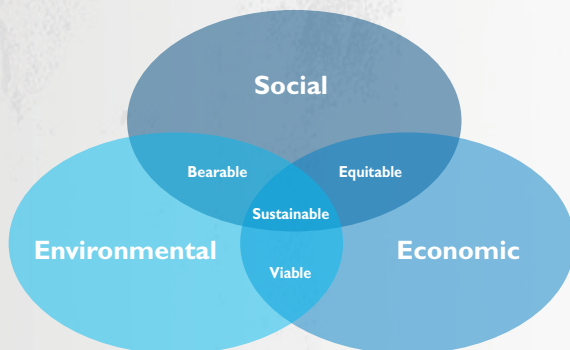 Social
Bearable
Equitable
Sustainable
Environmental
Economic
Viable